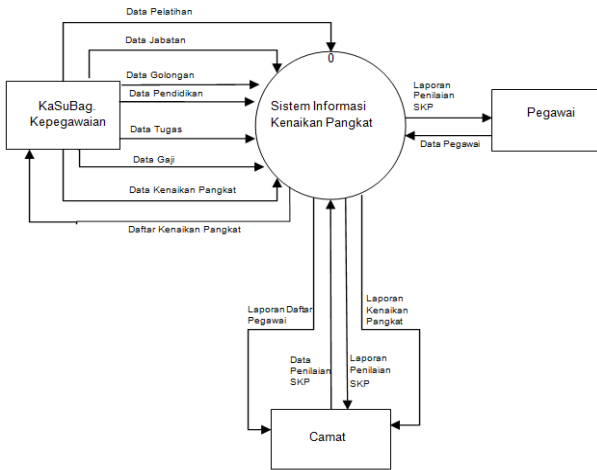 Data Pelatihan
Data Jabatan
0
Data Golongan
Data Pendidikan
KaSuBag.
Kepegawaian
Sistem Informasi
Kenaikan Pangkat
Laporan
Penilaian
SKP
Pegawai
Data Tugas
Data Pegawai
Data Gaji
Data Kenaikan Pangkat
Daftar Kenaikan Pangkat
Laporan Daftar
Pegawai
Data
Penilaian
SKP
Laporan
Penilaian
SKP
Laporan
Kenaikan
Pangkat
Camat